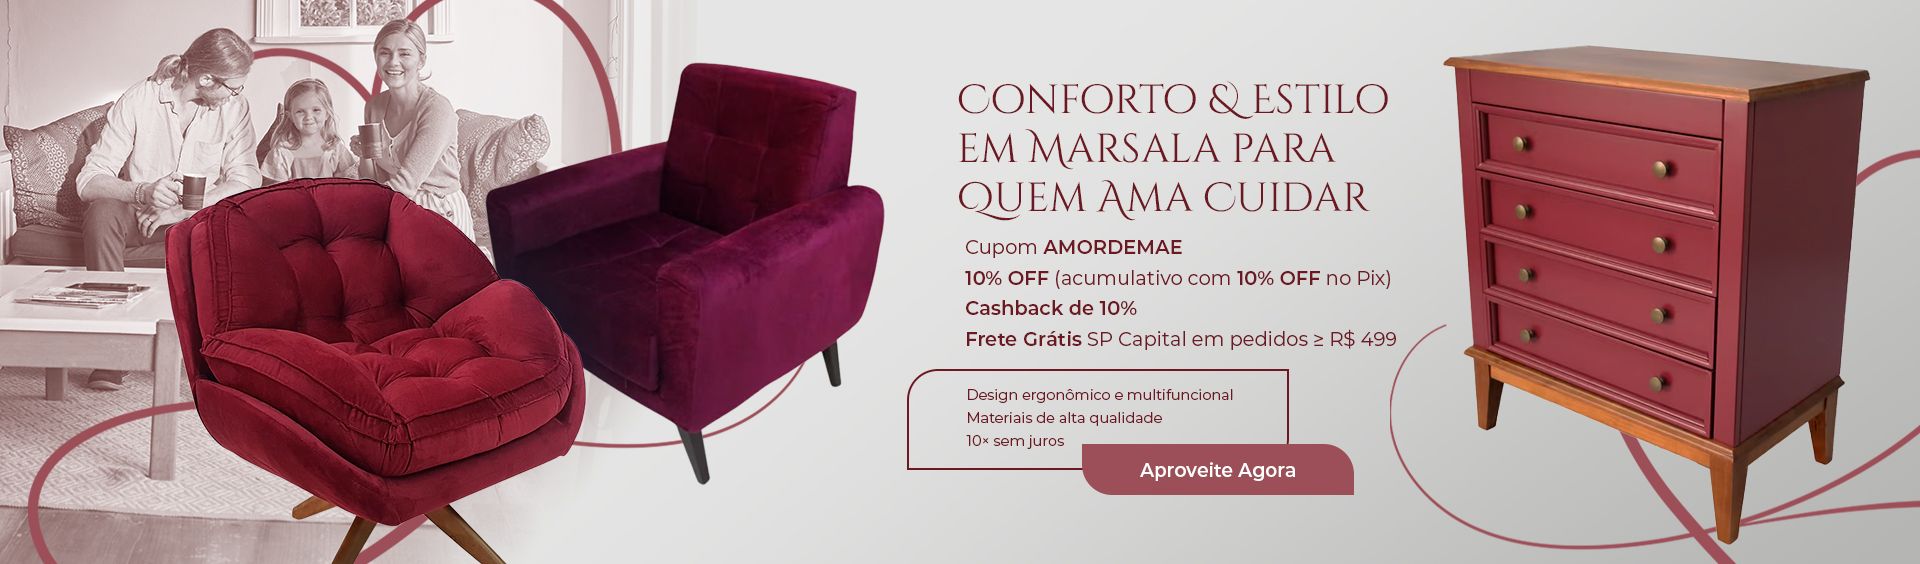 Conforto & Estilo
em Marsala para
Quem Ama Cuidar
Cupom AMORDEMAE
10% OFF (acumulativo com 10% OFF no Pix)
Cashback de 10%
Frete Grátis SP Capital em pedidos ≥ R$ 499
Design ergonômico e multifuncional
Materiais de alta qualidade
10× sem juros
Aproveite Agora